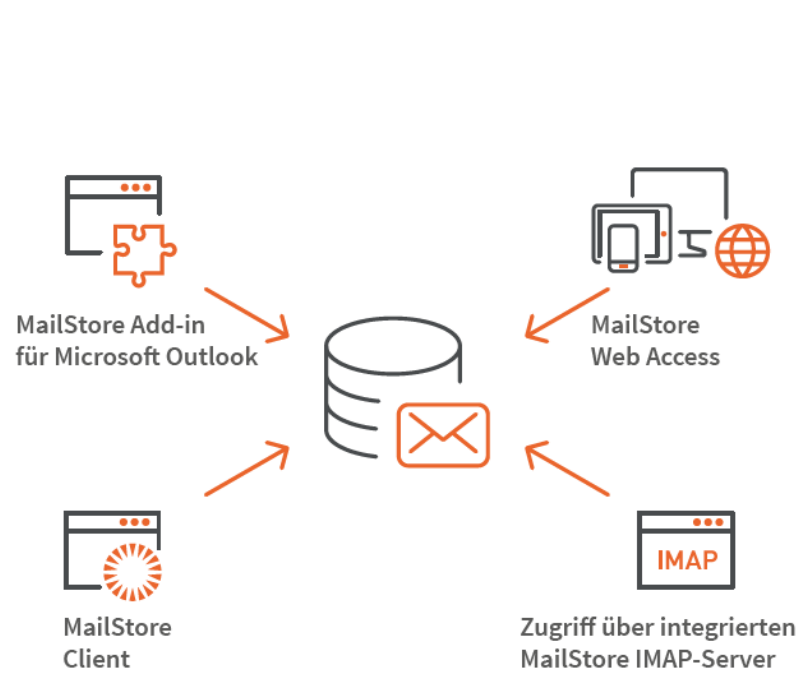 MailStore Add-in
für Microsoft Outlook
MailStore
Web Access
MailStore
Client
IMAP
Zugriff über integrierten
MailStore IMAP-Server